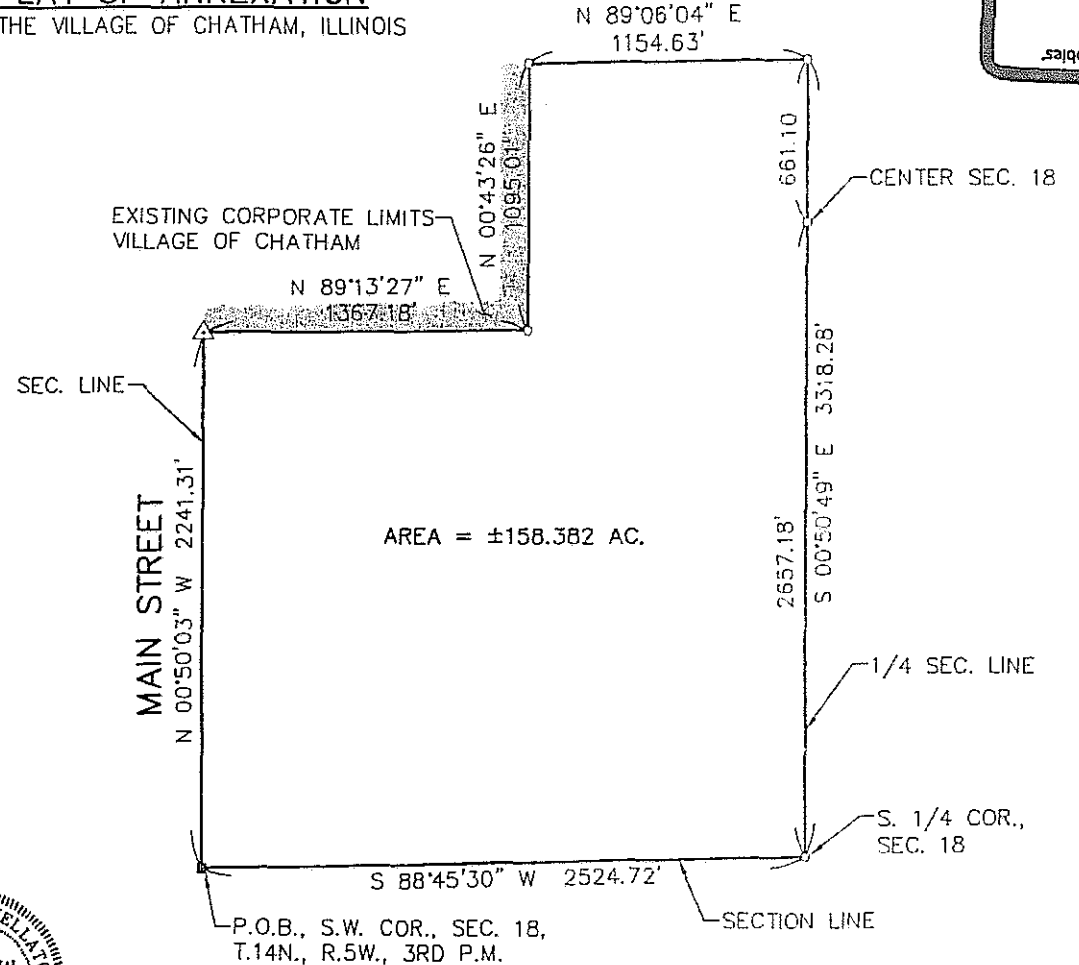 PLAT OF ANNEXATION
THE VILLAGE OF CHATHAM, ILLINOIS
N 89°06'04" E
1154.63'
N 00°43'26" E
1095.01'
661.10
CENTER SEC. 18
EXISTING CORPORATE LIMITS
VILLAGE OF CHATHAM
N 89°13'27" E
1367.18'
SEC. LINE
MAIN STREET
N 00°50'03" W 2241.31'
AREA = ±158.382 AC.
2657.18'
S 00°50'49" E 3318.28'
1/4 SEC. LINE
S. 1/4 COR.,
SEC. 18
S 88°45'30" W 2524.72'
SECTION LINE
P.O.B., S.W. COR., SEC. 18,
T.14N., R.5W., 3RD P.M.